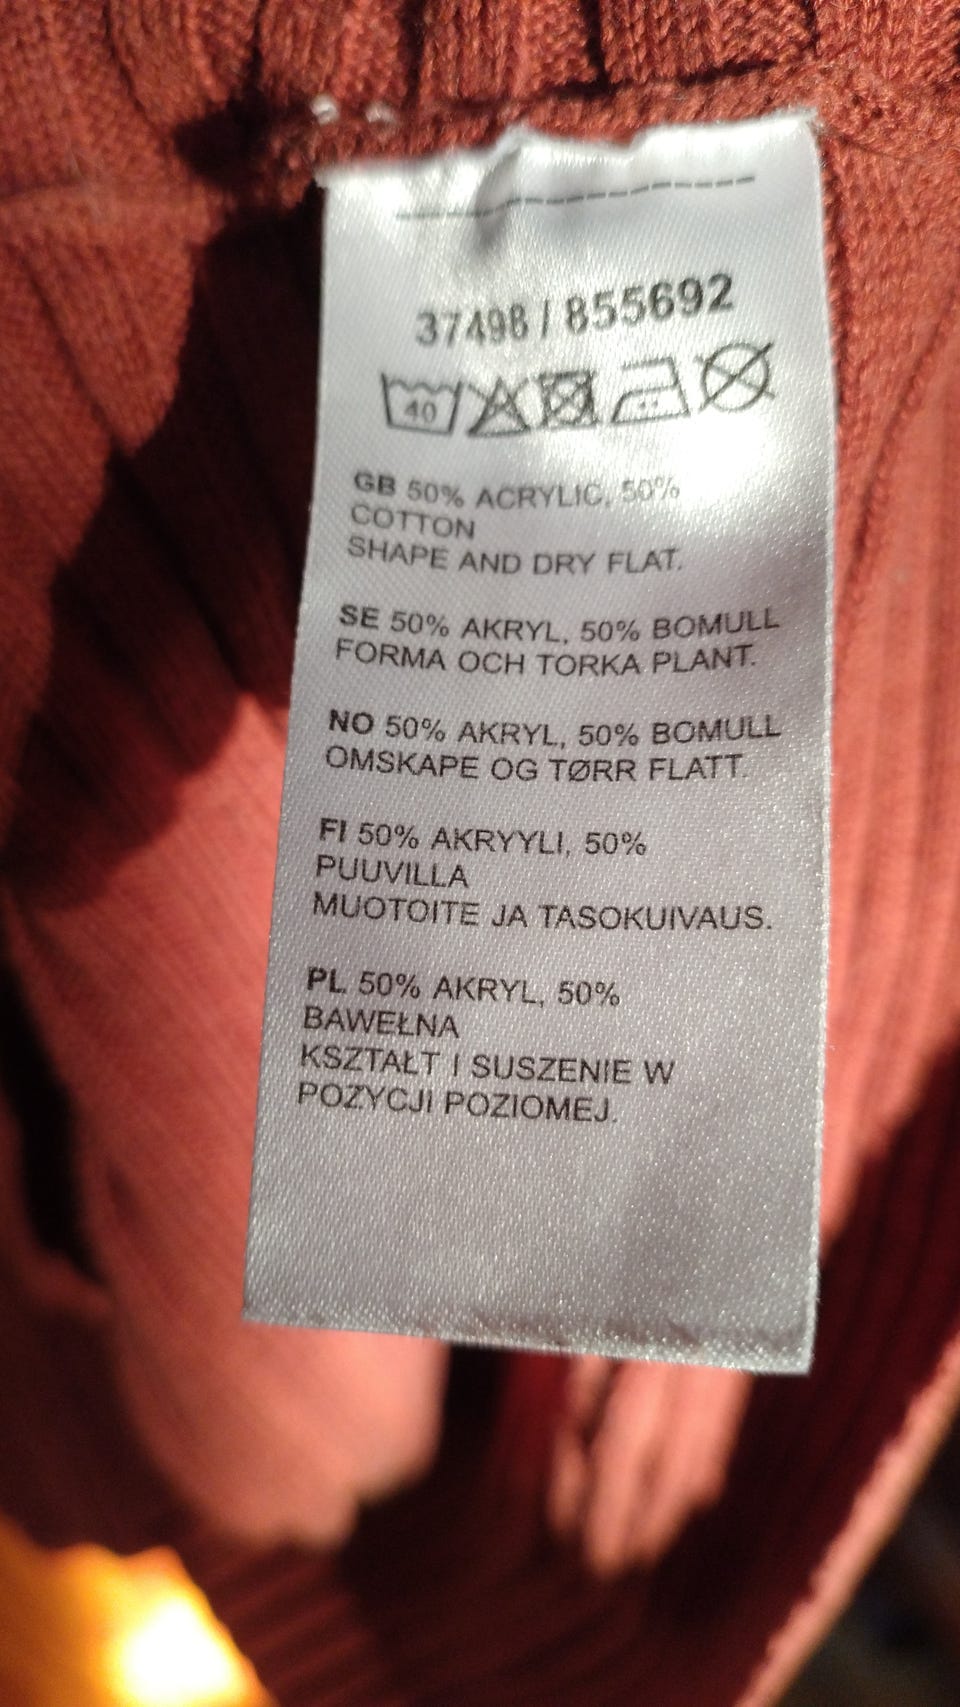 37498 / 855692
40
GB 50% ACRYLIC, 50%
COTTON
SHAPE AND DRY FLAT.
SE 50% AKRYL, 50% BOMULL
FORMA OCH TORKA PLANT.
NO 50% AKRYL, 50% BOMULL
OMSKAPE OG TØRR FLATT.
FI 50% AKRYYLI, 50%
PUUVILLA
MUOTOITE JA TASOKUIVAUS.
PL 50% AKRYL, 50%
BAWEŁNA
KSZTAŁT I SUSZENIE W
POZYCJI POZIOMEJ.